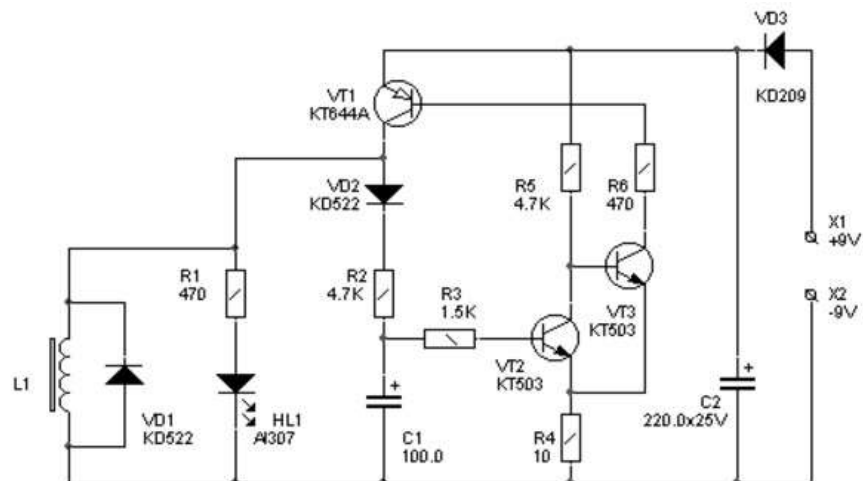 VD3
KD209
VT1
KT644A
VD2
KD522
R5
4.7K
R6
470
X1
+9V
R1
470
R2
4.7K
R3
1.5K
VT3
KT503
X2
-9V
L1
VT2
KT503
+
+
VD1
KD522
HL1
AI307
C1
100.0
R4
10
C2
220.0x25V